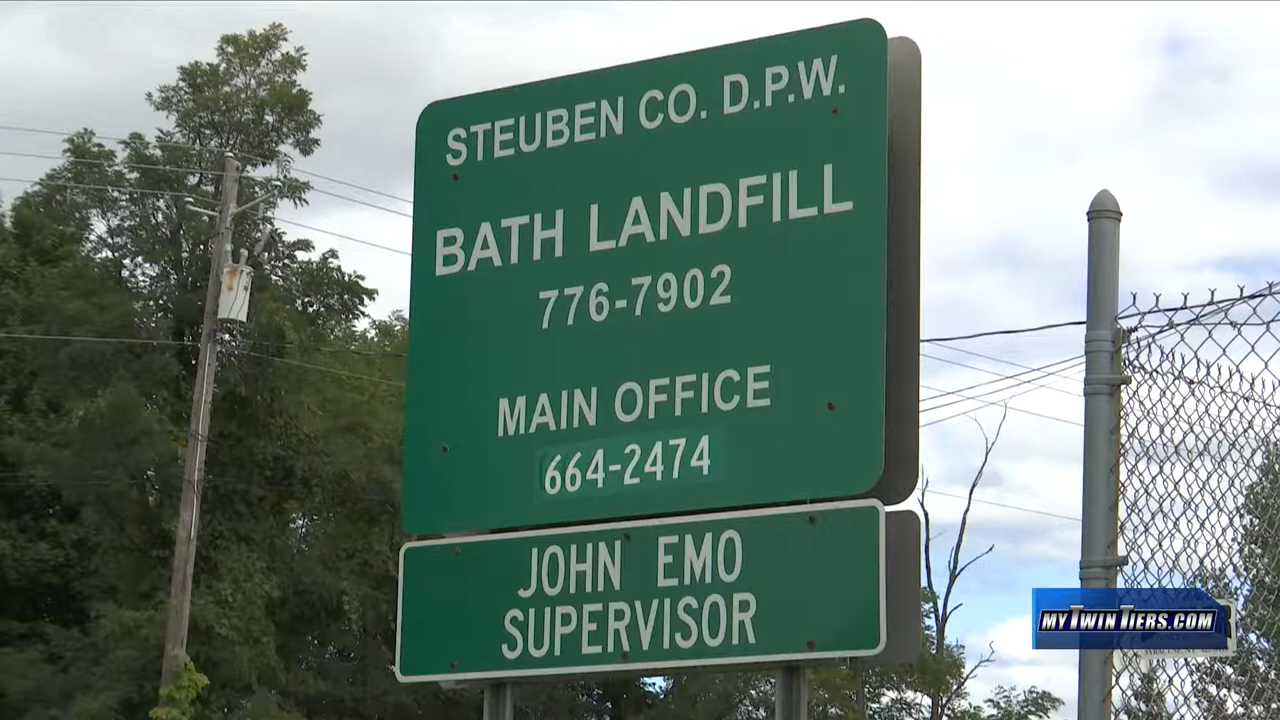 STEUBEN CO. D.P.W.
BATH LANDFILL
776-7902
MAIN OFFICE
664-2474
JOHN EMO
SUPERVISOR
MYTWINTIERS.COM